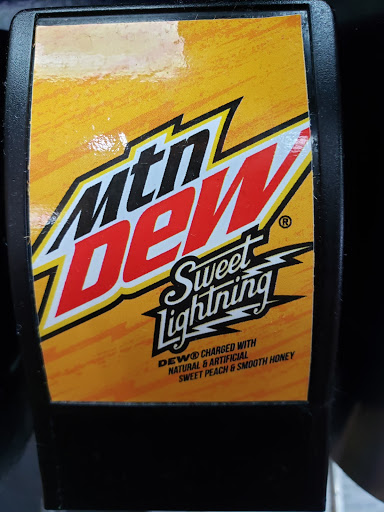 Mtn
DEW®
Sweet
Lightning
DEW® CHARGED WITH
NATURAL & ARTIFICIAL
SWEET PEACH & SMOOTH HONEY